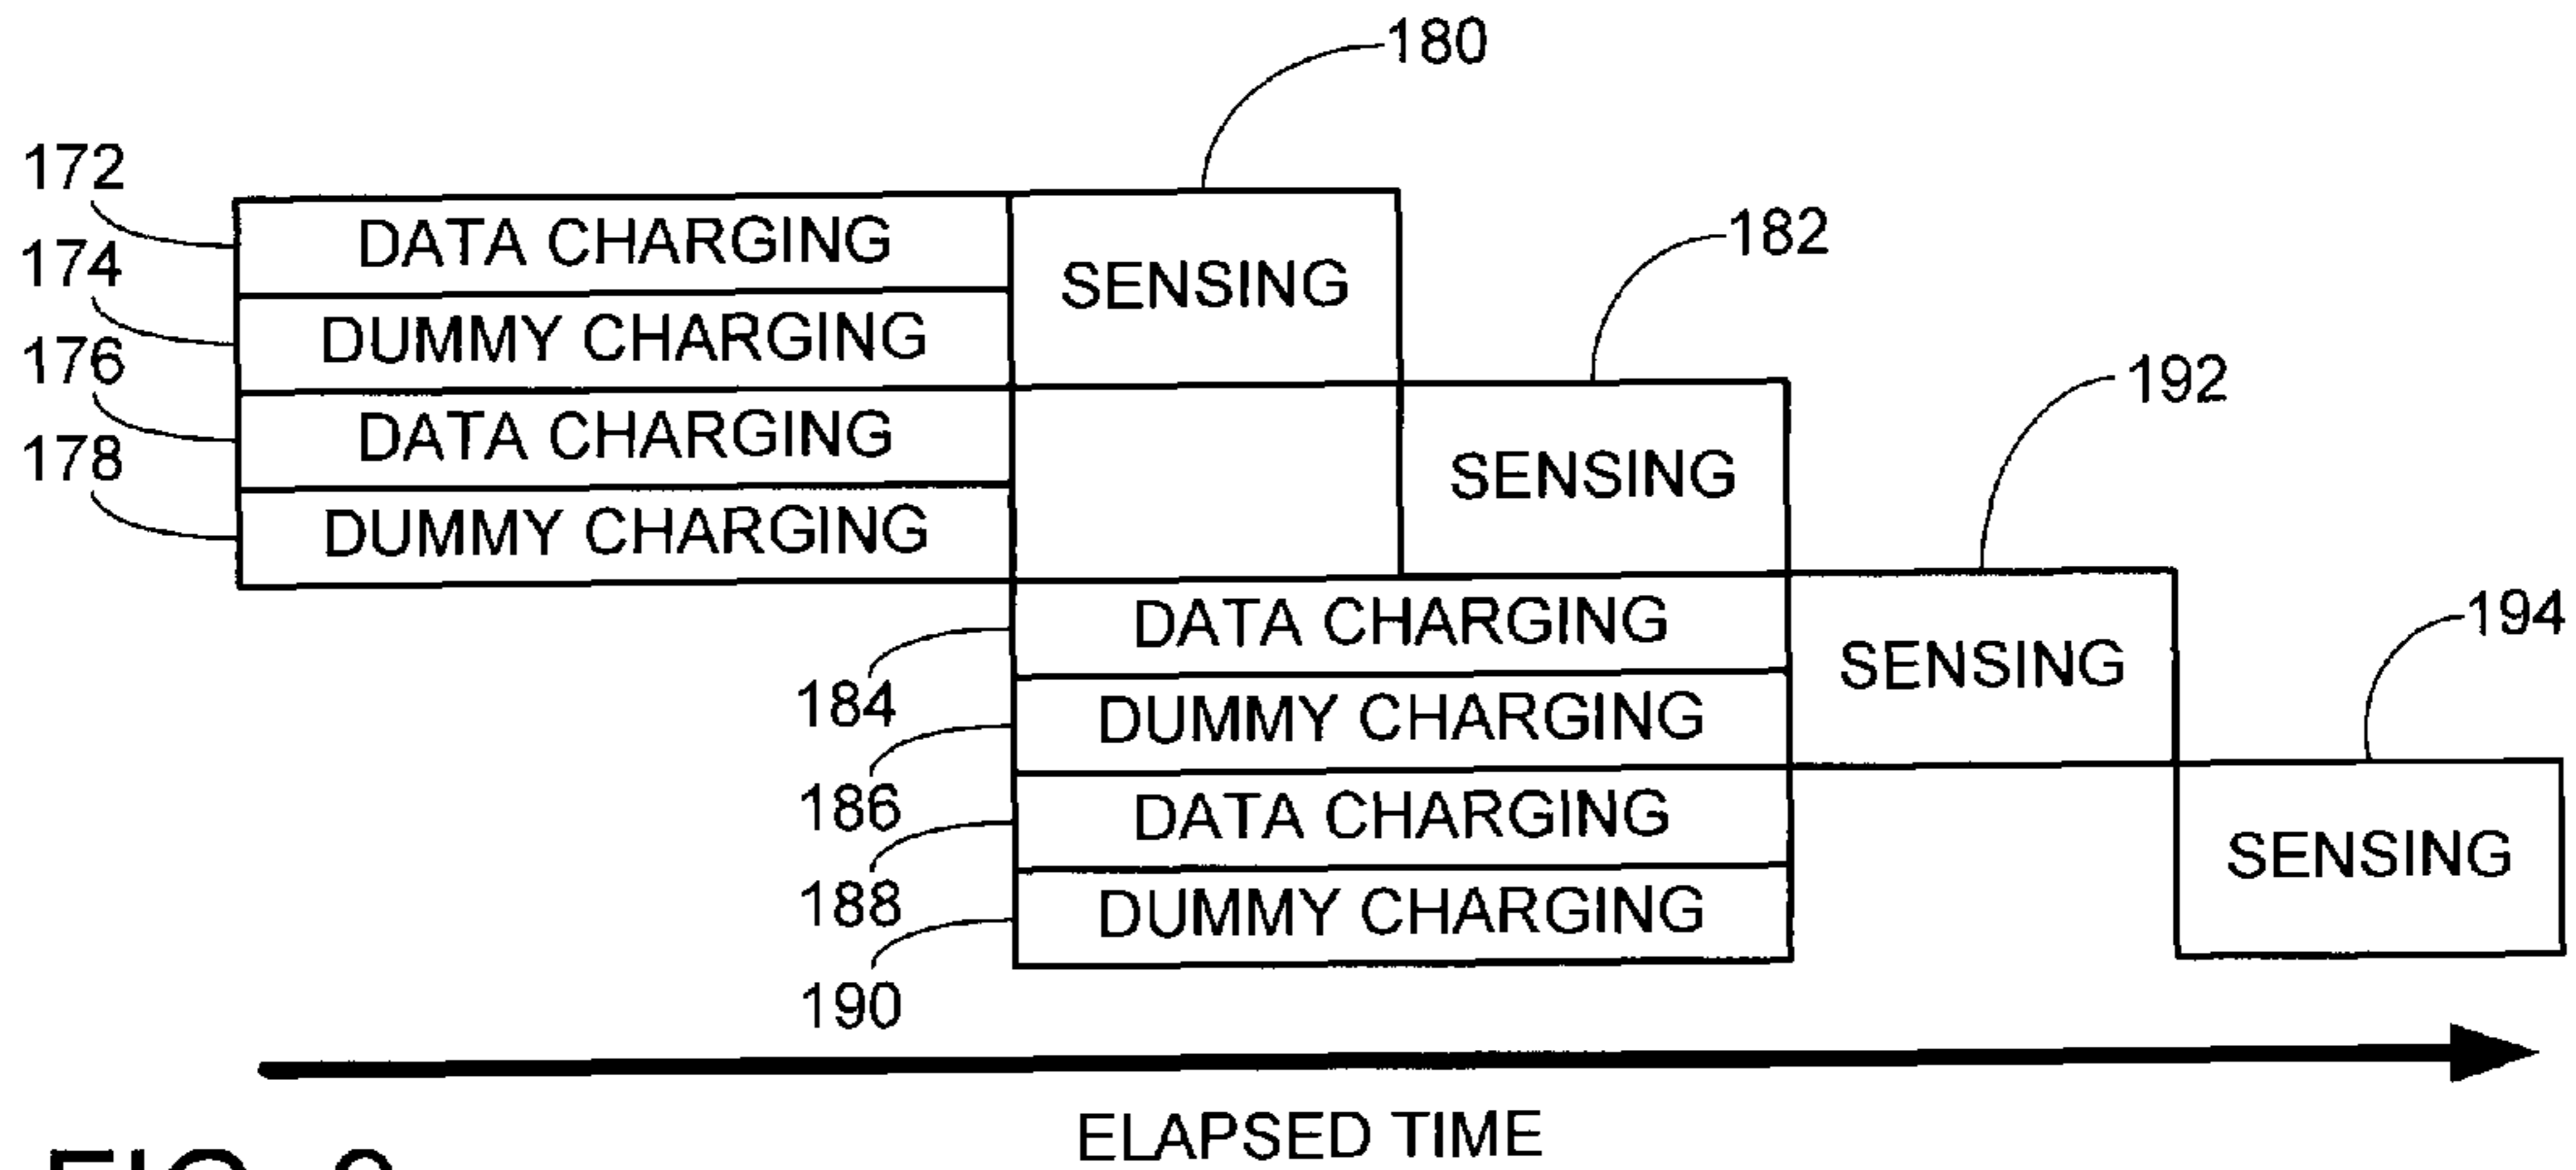 180
172
DATA CHARGING
SENSING
182
174
DUMMY CHARGING
176
DATA CHARGING
SENSING
192
178
DUMMY CHARGING
184
DATA CHARGING
SENSING
194
186
DUMMY CHARGING
188
DATA CHARGING
SENSING
190
DUMMY CHARGING
ELAPSED TIME